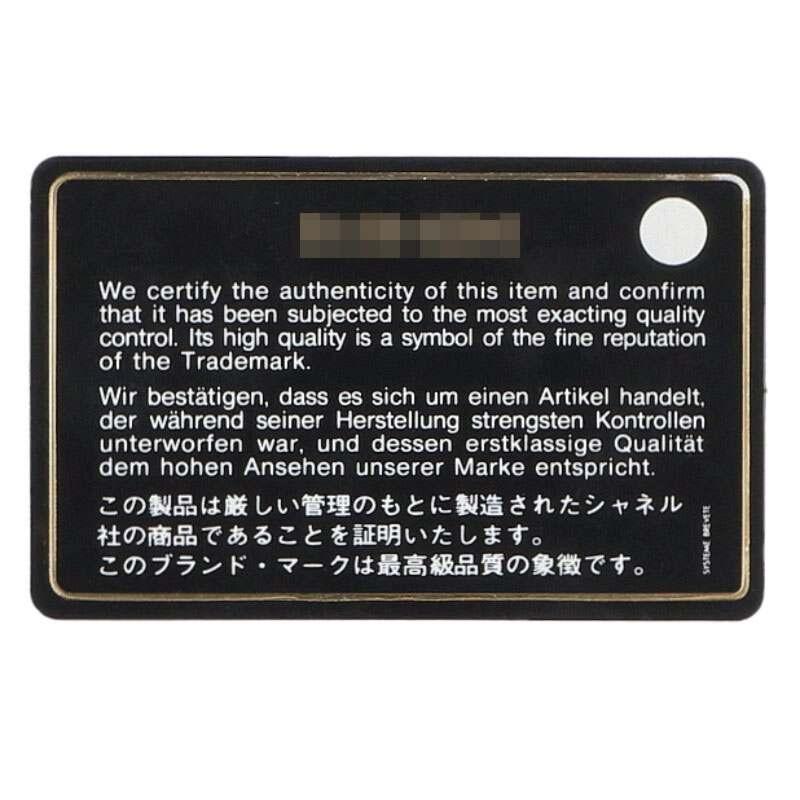 We certify the authenticity of this item and confirm
that it has been subjected to the most exacting quality
control. Its high quality is a symbol of the fine reputation
of the Trademark.
Wir bestätigen, dass es sich um einen Artikel handelt,
der während seiner Herstellung strengsten Kontrollen
unterworfen war, und dessen erstklassige Qualität
dem hohen Ansehen unserer Marke entspricht.
この製品は厳しい管理のもとに製造されたシャネル
社の商品であることを証明いたします。
このブランド・マークは最高級品質の象徴です。
SYSTEME BREVETE